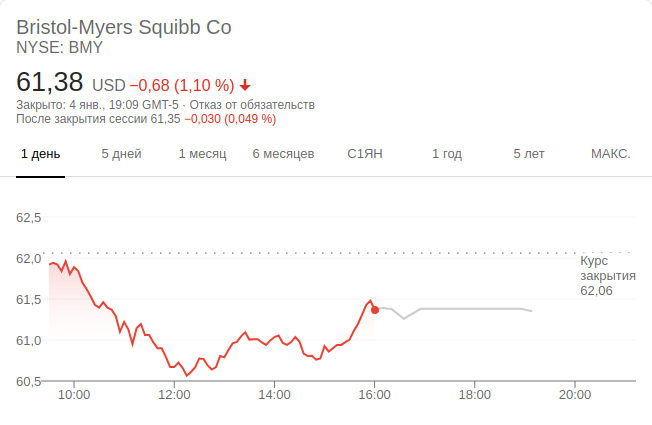 Bristol-Myers Squibb Co
NYSE: BMY
61,38 USD −0,68 (1,10 %)
Закрыто: 4 янв., 19:09 GMT-5 · Отказ от обязательств
После закрытия сессии 61,35 −0,030 (0,049 %)
1 день 5 дней 1 месяц 6 месяцев С1ЯН 1 год 5 лет МАКС.
62,5
62,0
Курс
закрытия
62,06
61,5
61,0
60,5
10:00 12:00 14:00 16:00 18:00 20:00